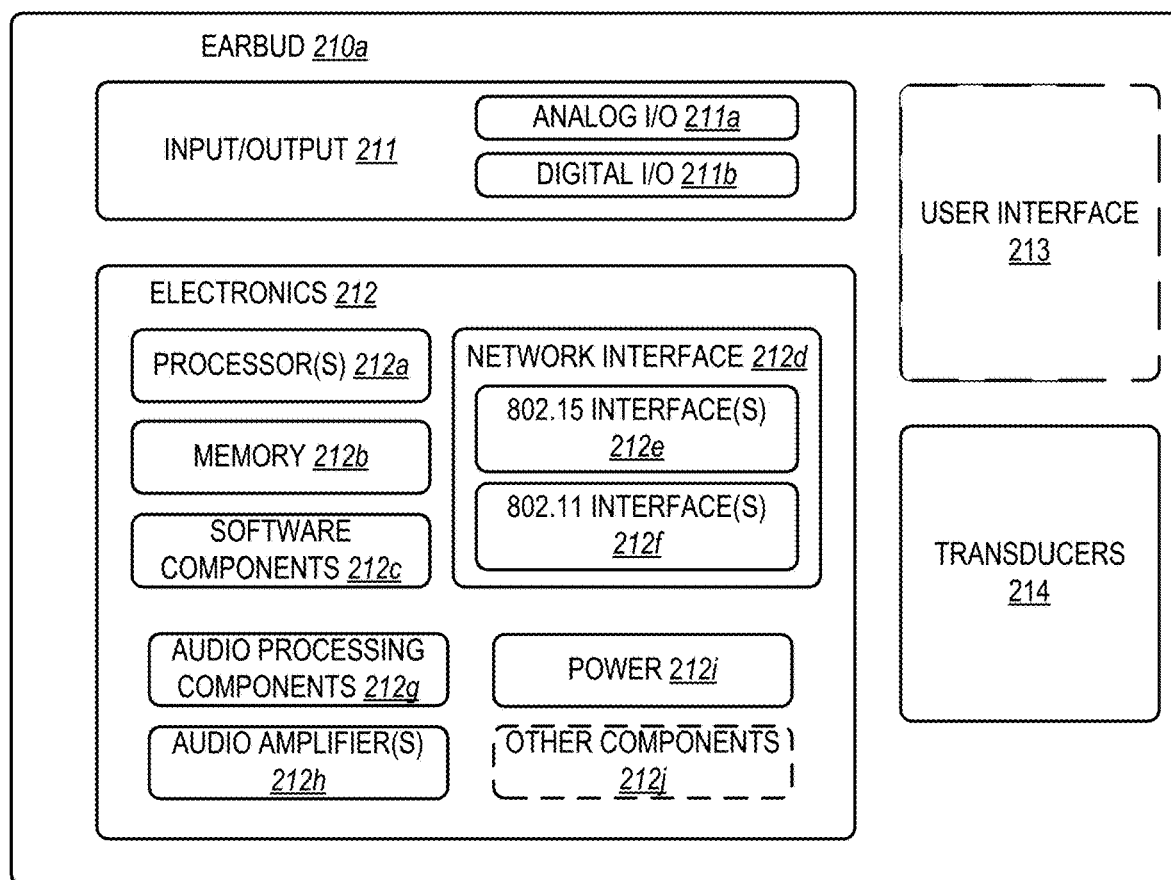 EARBUD 210a
INPUT/OUTPUT 211
ANALOG I/O 211a
DIGITAL I/O 211b
USER INTERFACE
213
ELECTRONICS 212
PROCESSOR(S) 212a
MEMORY 212b
SOFTWARE
COMPONENTS 212c
NETWORK INTERFACE 212d
802.15 INTERFACE(S)
212e
802.11 INTERFACE(S)
212f
AUDIO PROCESSING
COMPONENTS 212g
AUDIO AMPLIFIER(S)
212h
POWER 212i
OTHER COMPONENTS
212j
TRANSDUCERS
214